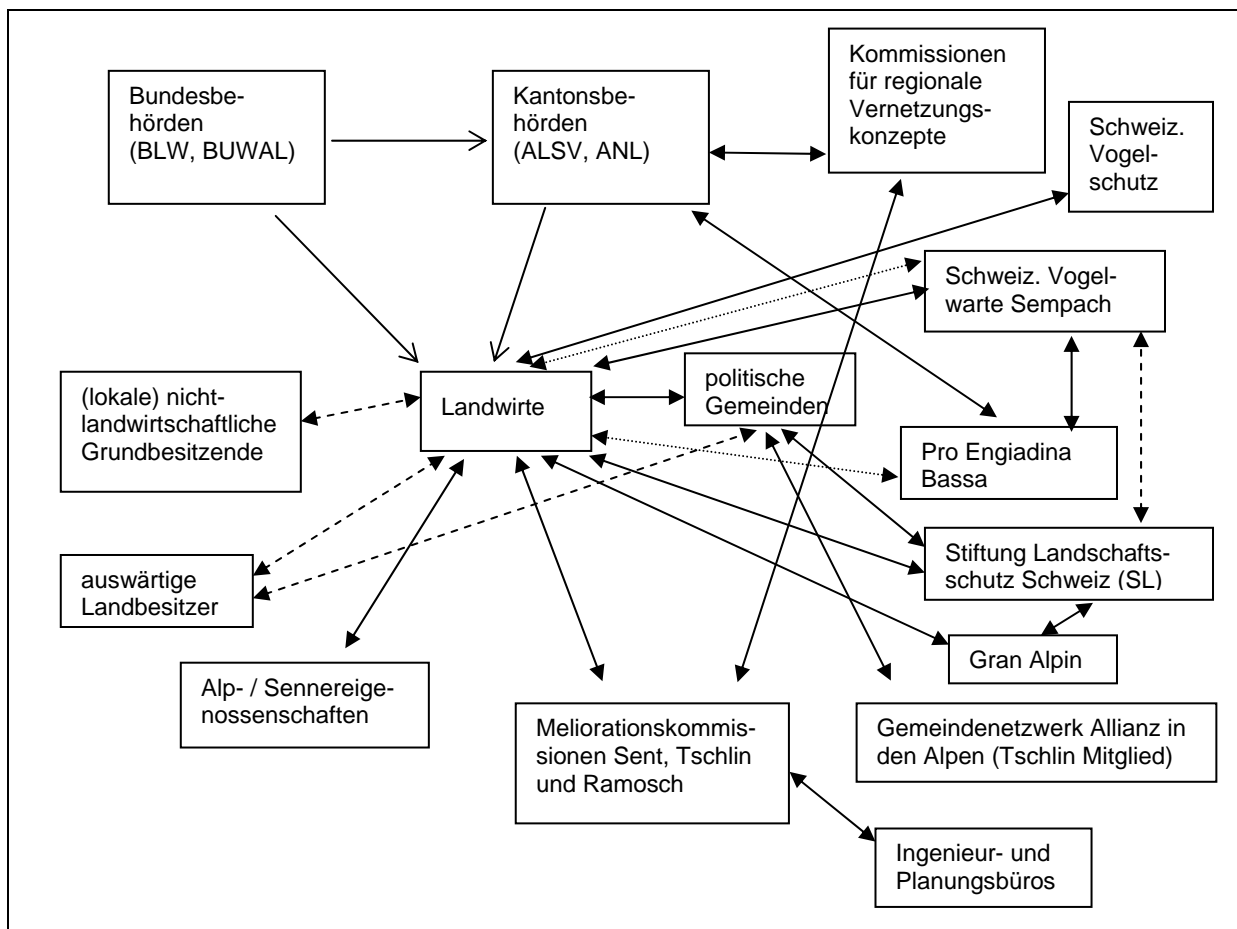 Bundesbe-
hörden
(BLW, BUWAL)
Kantonsbe-
hörden
(ALSV, ANL)
Kommissionen
für regionale
Vernetzungs-
konzepte
Schweiz.
Vogel-
schutz
Schweiz. Vogel-
warte Sempach
(lokale) nicht-
landwirtschaftliche
Grundbesitzende
Landwirte
politische
Gemeinden
Pro Engiadina
Bassa
Stiftung Landschafts-
schutz Schweiz (SL)
auswärtige
Landbesitzer
Gran Alpin
Alp- / Sennereige-
nossenschaften
Meliorationskommis-
sionen Sent, Tschlin
und Ramosch
Gemeindenetzwerk Allianz in
den Alpen (Tschlin Mitglied)
Ingenieur- und
Planungsbüros